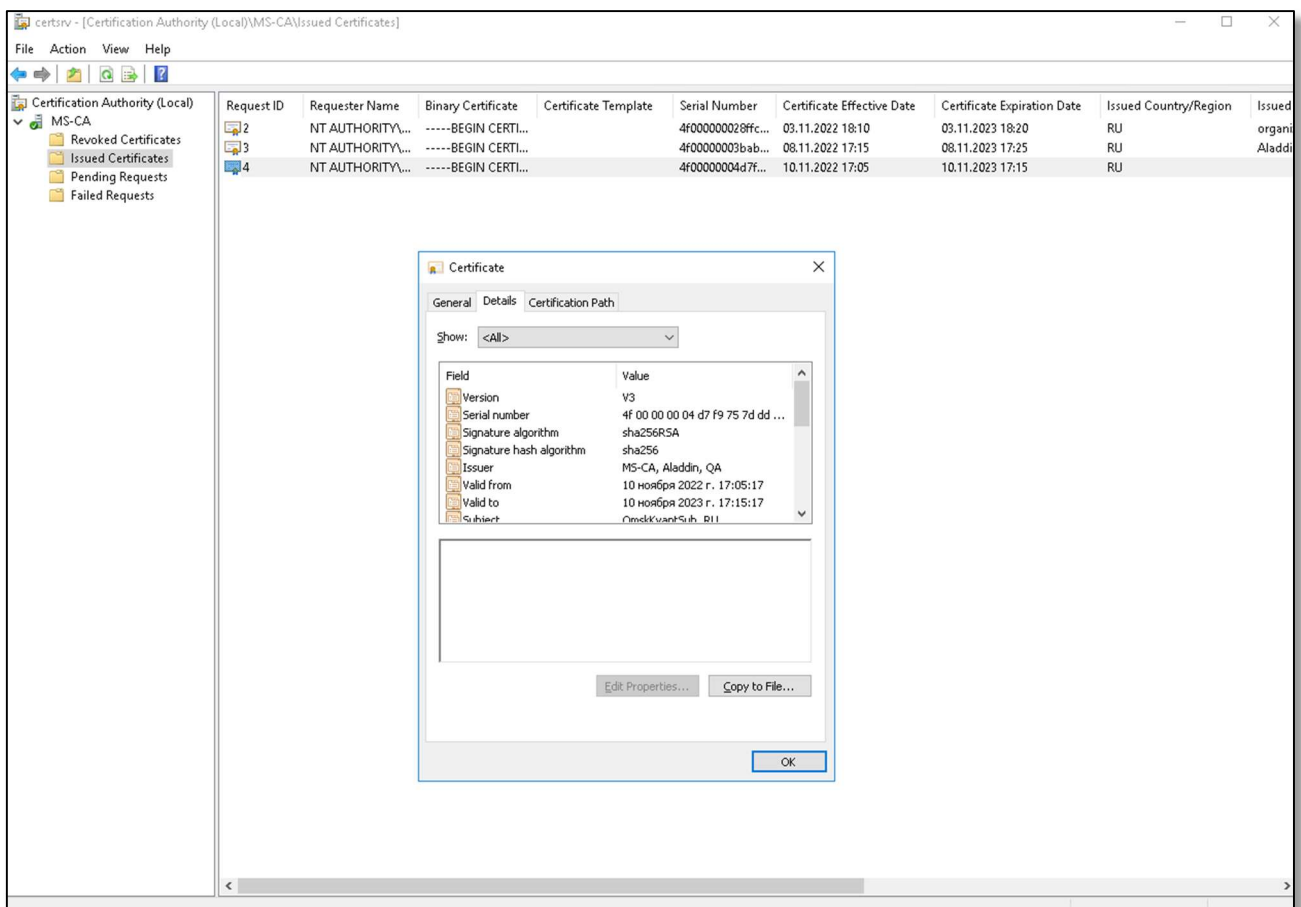 certsrv - [Certification Authority (Local)\MS-CA\Issued Certificates]
File Action View Help
Certification Authority (Local)
MS-CA
Revoked Certificates
Issued Certificates
Pending Requests
Failed Requests
Request ID Requester Name Binary Certificate Certificate Template Serial Number Certificate Effective Date Certificate Expiration Date Issued Country/Region Issued
2 NT AUTHORITY\... -----BEGIN CERTI... 4f000000028ffc... 03.11.2022 18:10 03.11.2023 18:20 RU organi
3 NT AUTHORITY\... -----BEGIN CERTI... 4f00000003bab... 08.11.2022 17:15 08.11.2023 17:25 RU Aladdi
4 NT AUTHORITY\... -----BEGIN CERTI... 4f00000004d7f... 10.11.2022 17:05 10.11.2023 17:15 RU
Certificate
General Details Certification Path
Show: <All>
Field Value
Version V3
Serial number 4f 00 00 00 04 d7 f9 75 7d dd ...
Signature algorithm sha256RSA
Signature hash algorithm sha256
Issuer MS-CA, Aladdin, QA
Valid from 10 ноября 2022 г. 17:05:17
Valid to 10 ноября 2023 г. 17:15:17
Subject OmskKvantSub, RU
Edit Properties... Copy to File...
OK